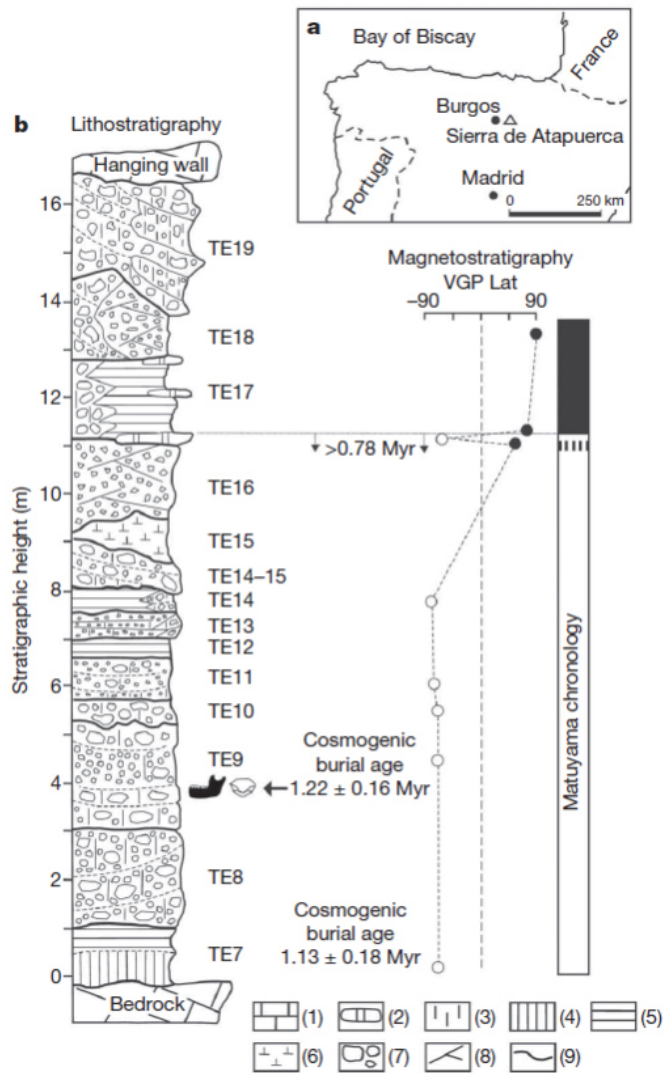 a
Bay of Biscay
France
Burgos
Sierra de Atapuerca
Portugal
Madrid
0 250 km
b
Lithostratigraphy
Hanging wall
Stratigraphic height (m)
16
14
12
10
8
6
4
2
0
TE19
TE18
TE17
TE16
TE15
TE14–15
TE14
TE13
TE12
TE11
TE10
TE9
TE8
TE7
Bedrock
Magnetostratigraphy
VGP Lat
–90 90
>0.78 Myr
Cosmogenic
burial age
1.22 ± 0.16 Myr
Cosmogenic
burial age
1.13 ± 0.18 Myr
Matuyama chronology
(1) (2) (3) (4) (5)
(6) (7) (8) (9)